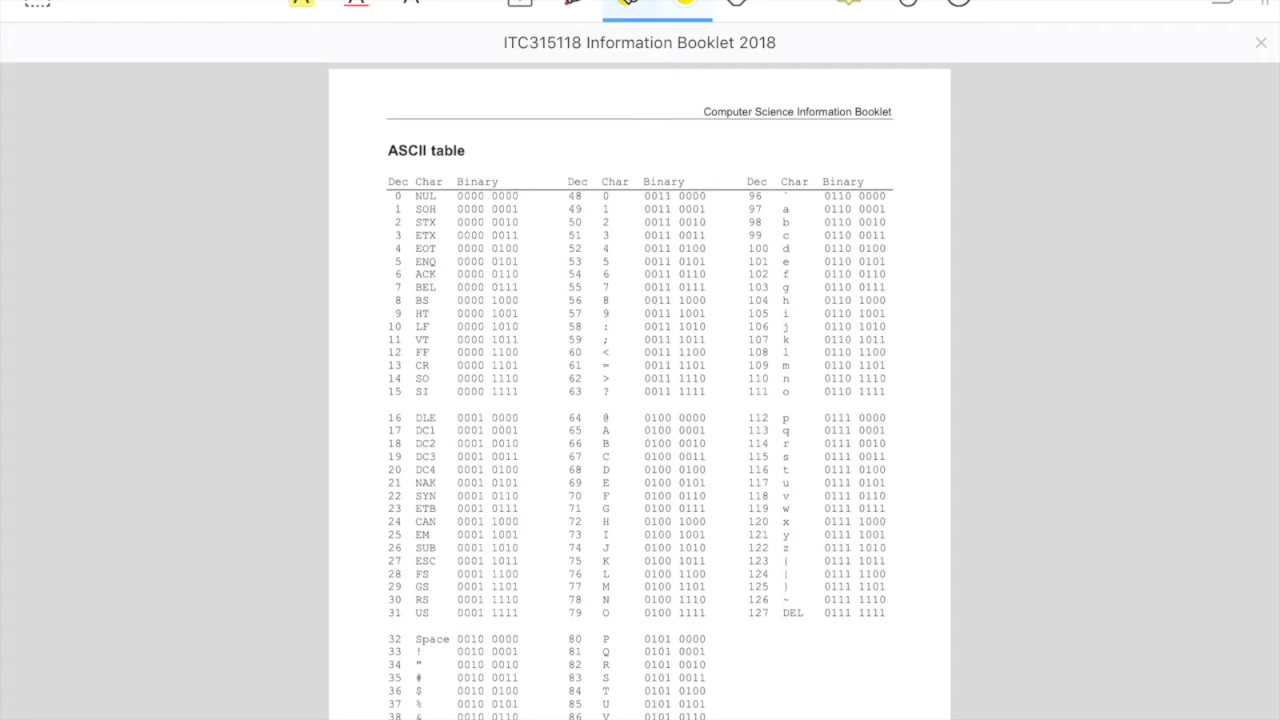 ITC315118 Information Booklet 2018
Computer Science Information Booklet
ASCII table
Dec Char Binary Dec Char Binary Dec Char Binary
0 NUL 0000 0000 48 0 0011 0000 96 ` 0110 0000
1 SOH 0000 0001 49 1 0011 0001 97 a 0110 0001
2 STX 0000 0010 50 2 0011 0010 98 b 0110 0010
3 ETX 0000 0011 51 3 0011 0011 99 c 0110 0011
4 EOT 0000 0100 52 4 0011 0100 100 d 0110 0100
5 ENQ 0000 0101 53 5 0011 0101 101 e 0110 0101
6 ACK 0000 0110 54 6 0011 0110 102 f 0110 0110
7 BEL 0000 0111 55 7 0011 0111 103 g 0110 0111
8 BS 0000 1000 56 8 0011 1000 104 h 0110 1000
9 HT 0000 1001 57 9 0011 1001 105 i 0110 1001
10 LF 0000 1010 58 : 0011 1010 106 j 0110 1010
11 VT 0000 1011 59 ; 0011 1011 107 k 0110 1011
12 FF 0000 1100 60 < 0011 1100 108 l 0110 1100
13 CR 0000 1101 61 = 0011 1101 109 m 0110 1101
14 SO 0000 1110 62 > 0011 1110 110 n 0110 1110
15 SI 0000 1111 63 ? 0011 1111 111 o 0110 1111
16 DLE 0001 0000 64 @ 0100 0000 112 p 0111 0000
17 DC1 0001 0001 65 A 0100 0001 113 q 0111 0001
18 DC2 0001 0010 66 B 0100 0010 114 r 0111 0010
19 DC3 0001 0011 67 C 0100 0011 115 s 0111 0011
20 DC4 0001 0100 68 D 0100 0100 116 t 0111 0100
21 NAK 0001 0101 69 E 0100 0101 117 u 0111 0101
22 SYN 0001 0110 70 F 0100 0110 118 v 0111 0110
23 ETB 0001 0111 71 G 0100 0111 119 w 0111 0111
24 CAN 0001 1000 72 H 0100 1000 120 x 0111 1000
25 EM 0001 1001 73 I 0100 1001 121 y 0111 1001
26 SUB 0001 1010 74 J 0100 1010 122 z 0111 1010
27 ESC 0001 1011 75 K 0100 1011 123 { 0111 1011
28 FS 0001 1100 76 L 0100 1100 124 | 0111 1100
29 GS 0001 1101 77 M 0100 1101 125 } 0111 1101
30 RS 0001 1110 78 N 0100 1110 126 ~ 0111 1110
31 US 0001 1111 79 O 0100 1111 127 DEL 0111 1111
32 Space 0010 0000 80 P 0101 0000
33 ! 0010 0001 81 Q 0101 0001
34 " 0010 0010 82 R 0101 0010
35 # 0010 0011 83 S 0101 0011
36 $ 0010 0100 84 T 0101 0100
37 % 0010 0101 85 U 0101 0101
38 & 0010 0110 86 V 0101 0110